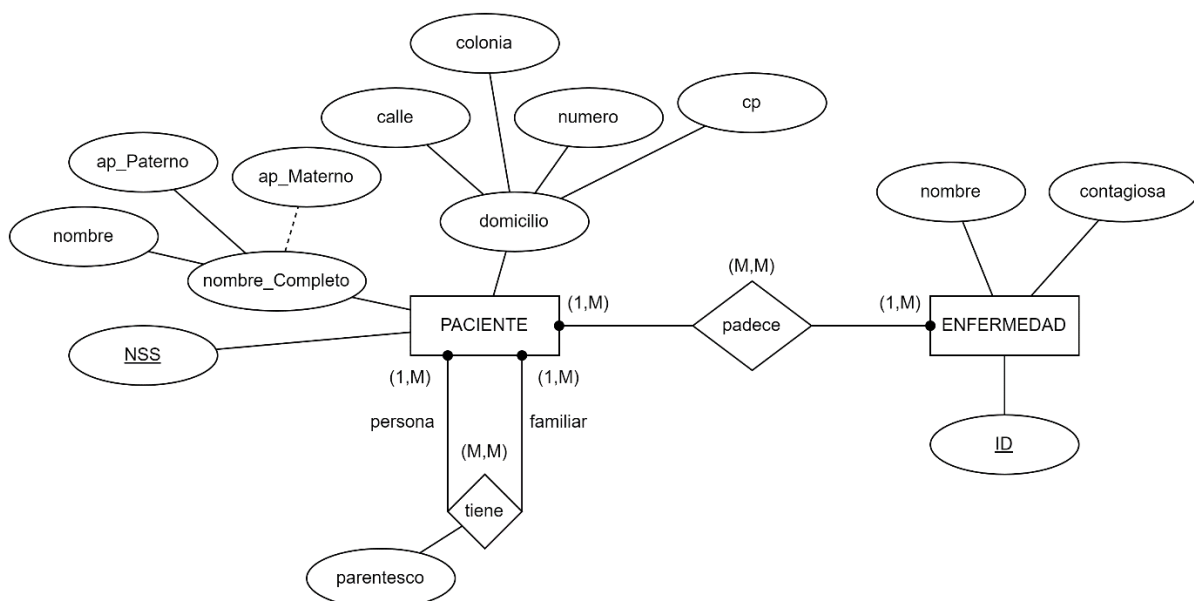 colonia
calle
numero
cp
ap_Paterno
ap_Materno
nombre
contagiosa
nombre
domicilio
nombre_Completo
(M,M)
(1,M)
(1,M)
PACIENTE
padece
ENFERMEDAD
NSS
(1,M)
(1,M)
persona
familiar
(M,M)
ID
tiene
parentesco